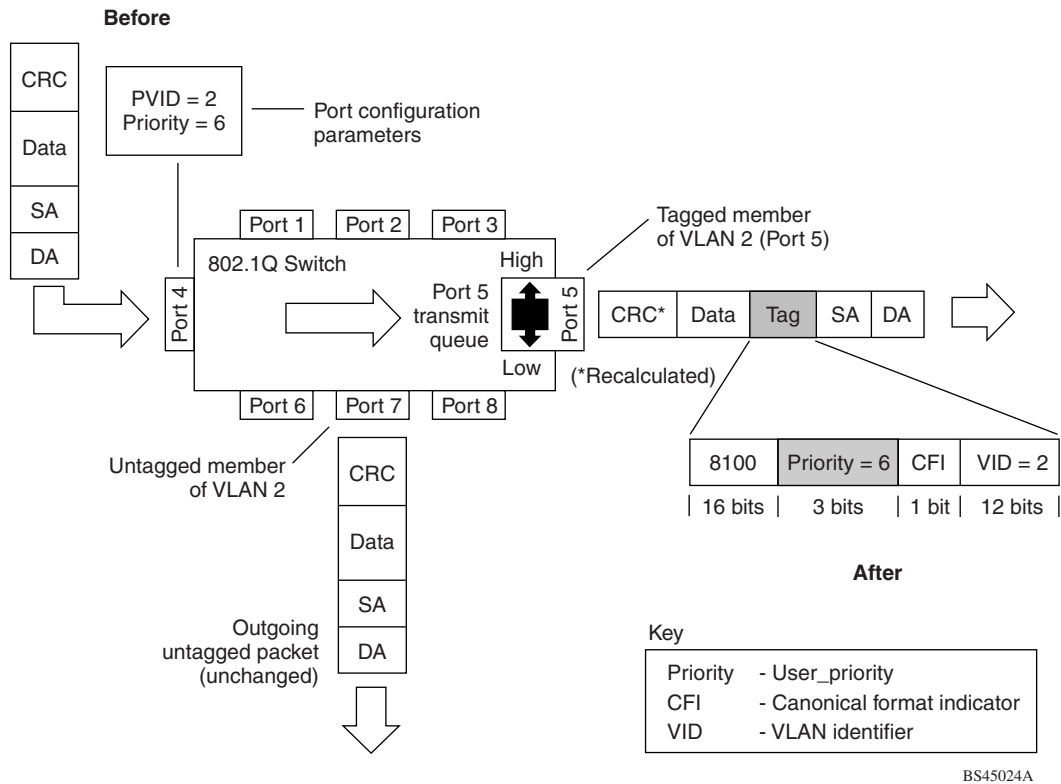 Before
CRC
Data
SA
DA
PVID = 2
Priority = 6
Port configuration
parameters
Port 1
Port 2
Port 3
802.1Q Switch
Port 4
High
Port 5
transmit
queue
Low
Port 5
Tagged member
of VLAN 2 (Port 5)
CRC*
Data
Tag
SA
DA
(*Recalculated)
Port 6
Port 7
Port 8
8100
Priority = 6
CFI
VID = 2
16 bits
3 bits
1 bit
12 bits
Untagged member
of VLAN 2
CRC
Data
SA
DA
Outgoing
untagged packet
(unchanged)
After
Key
Priority - User_priority
CFI - Canonical format indicator
VID - VLAN identifier
BS45024A